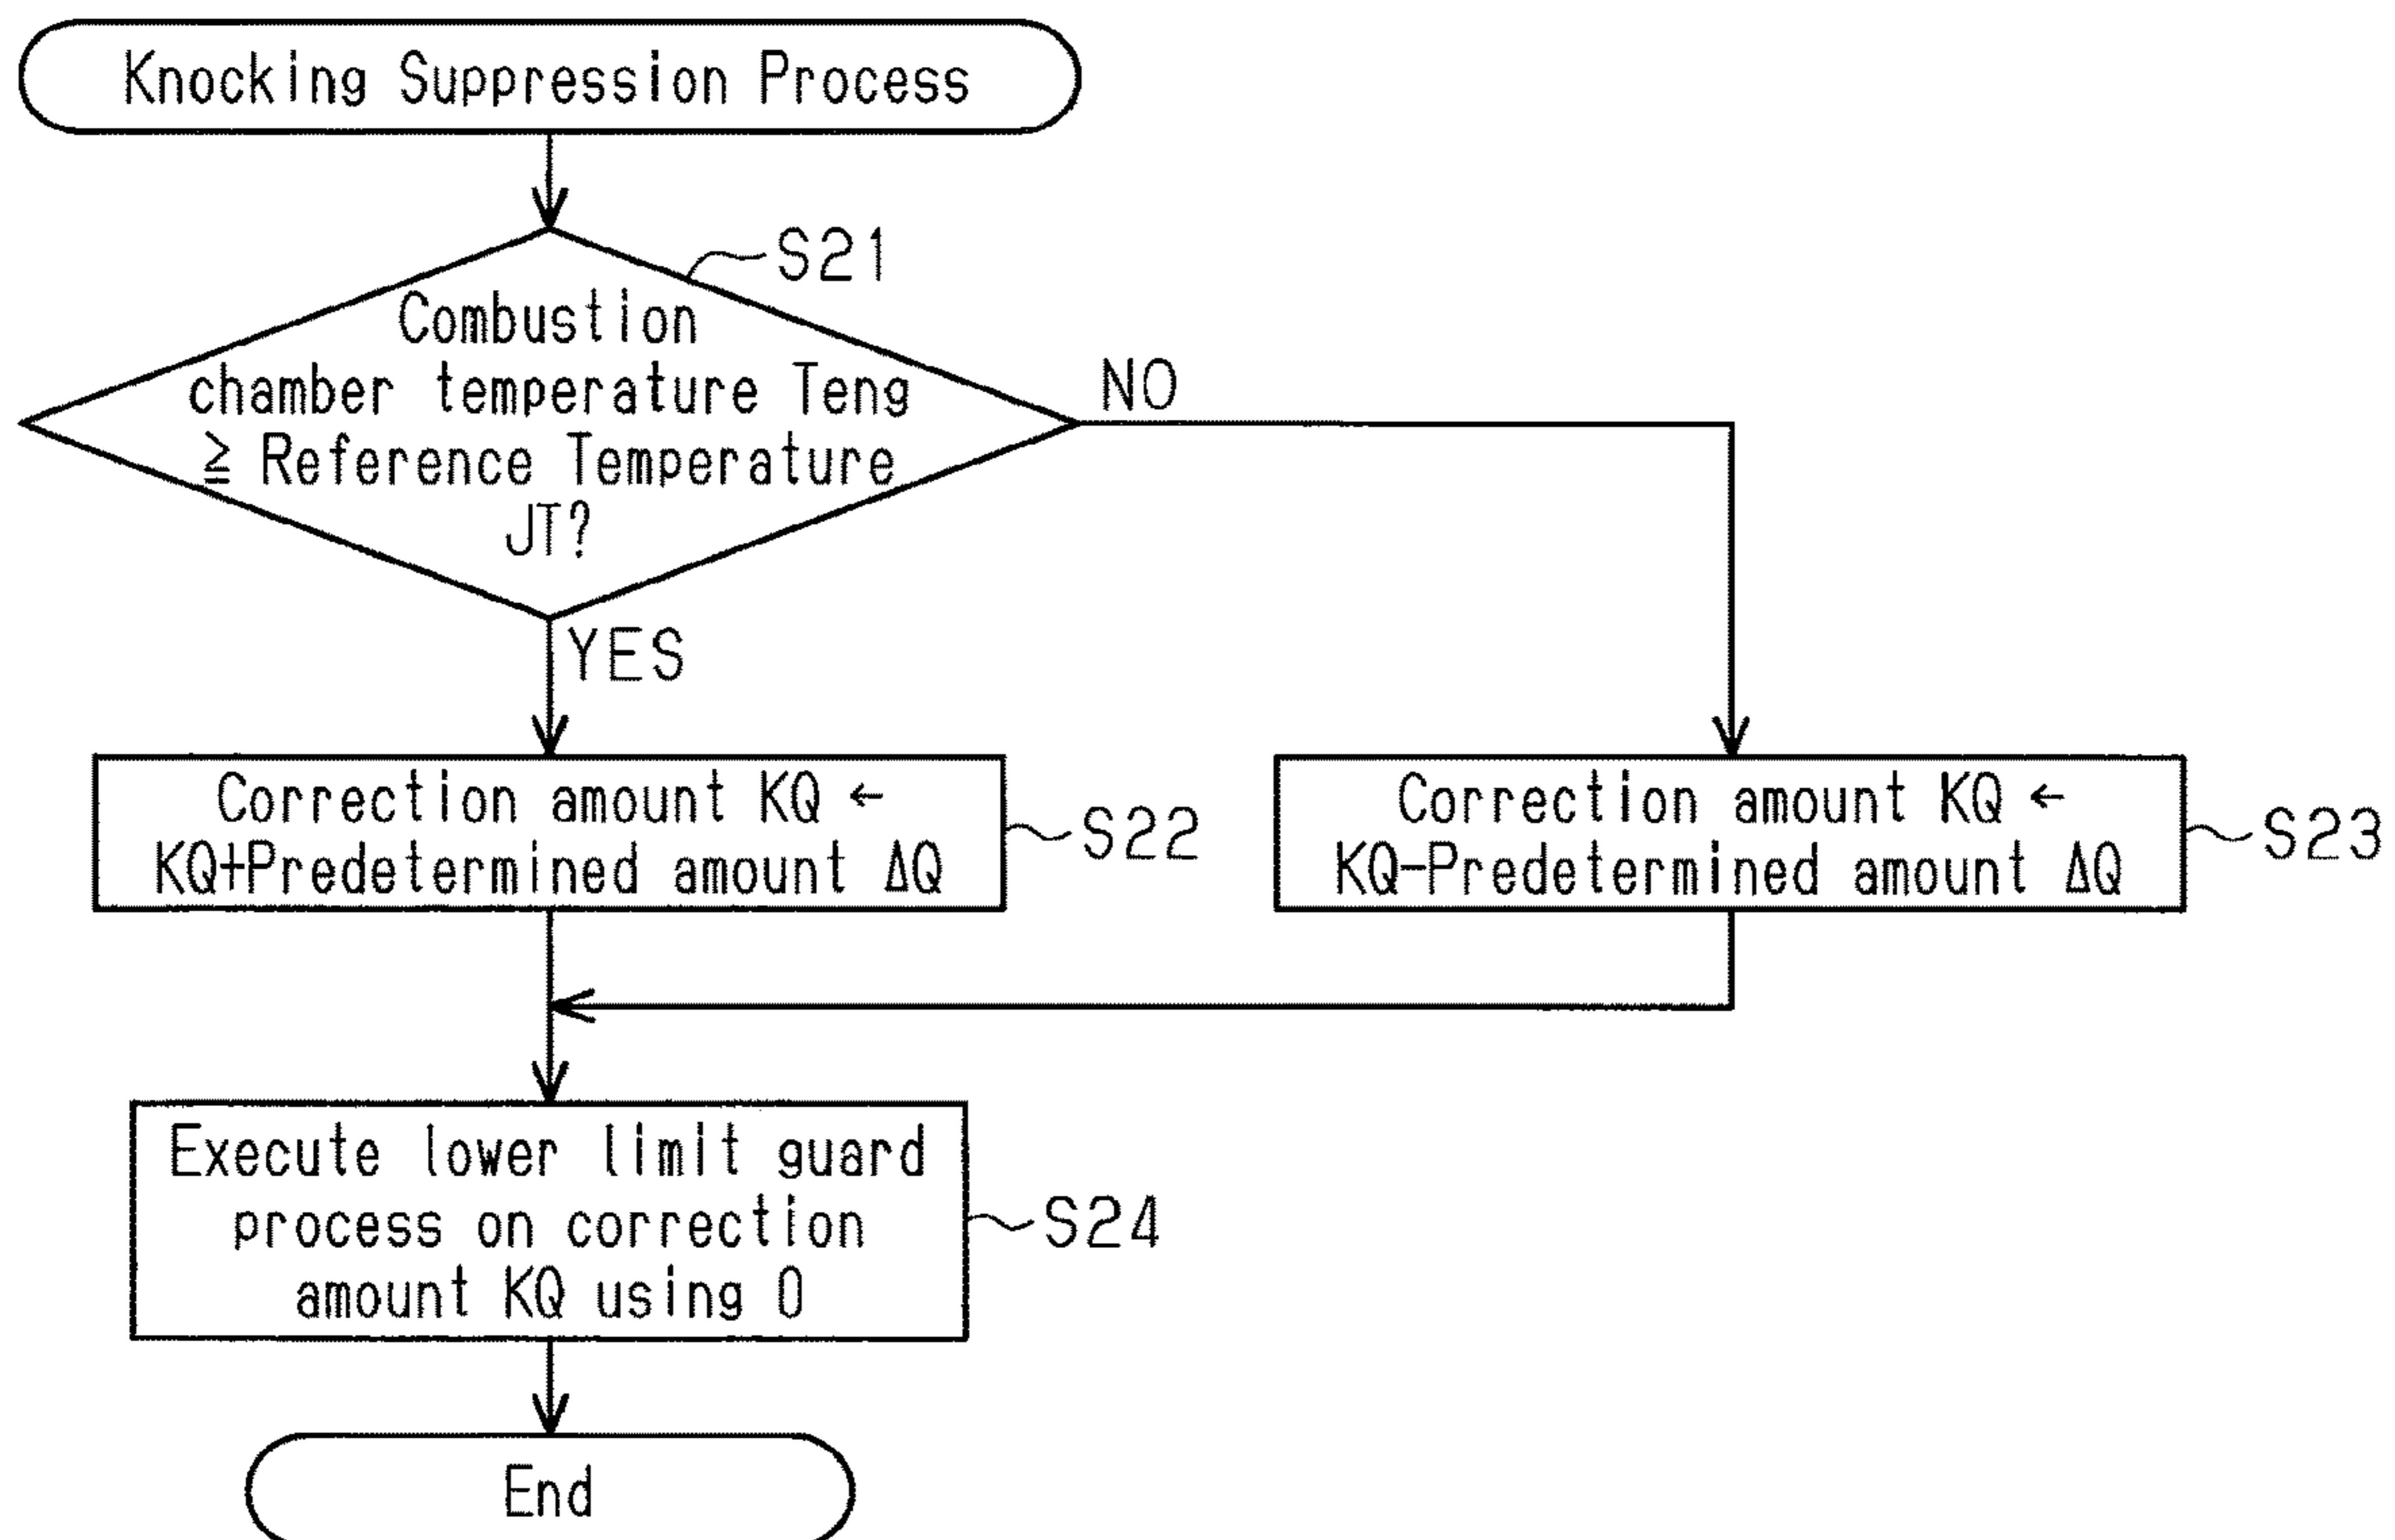 Knocking Suppression Process
S21
Combustion
chamber temperature Teng
≧ Reference Temperature
JT?
NO
YES
Correction amount KQ ←
KQ+Predetermined amount ΔQ
S22
Correction amount KQ ←
KQ-Predetermined amount ΔQ
S23
Execute lower limit guard
process on correction
amount KQ using 0
S24
End